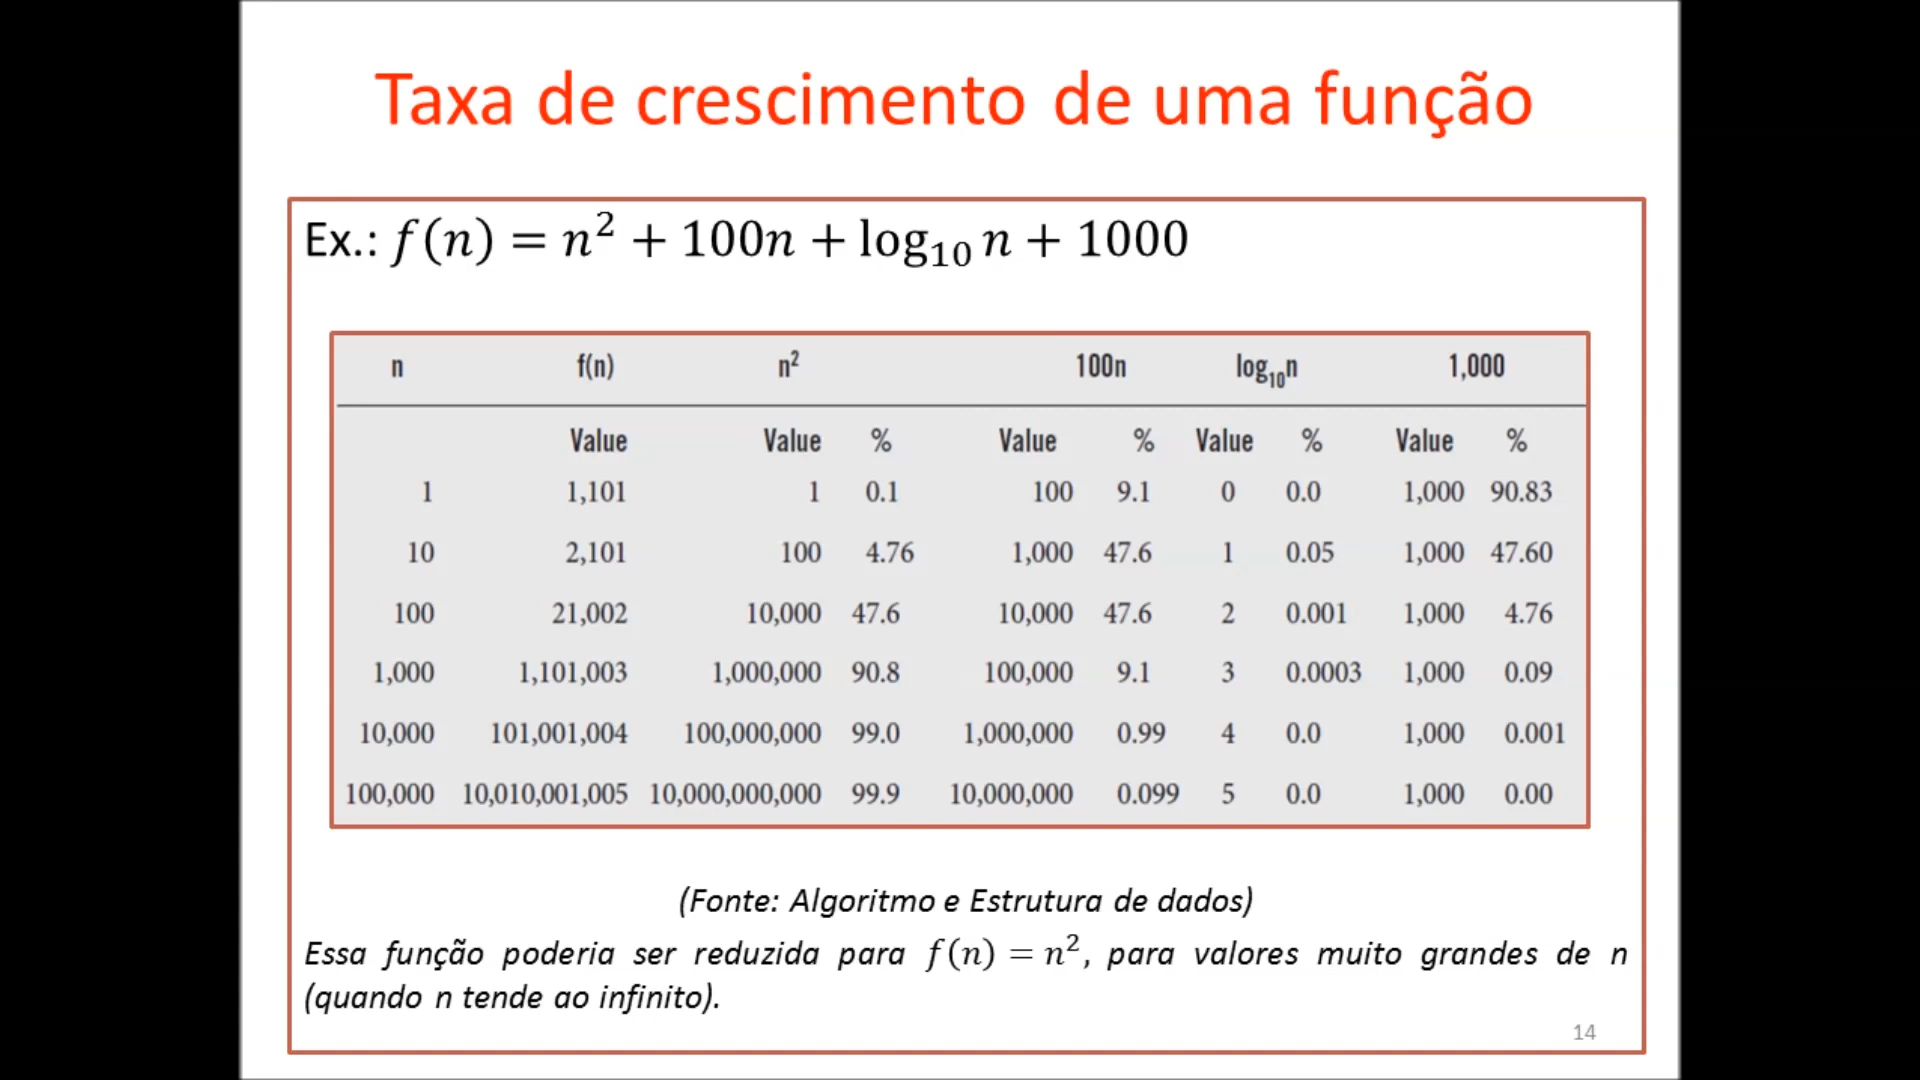 Taxa de crescimento de uma função
Ex.: f(n) = n² + 100n + log₁₀ n + 1000
n f(n) n² 100n log₁₀n 1,000
Value Value % Value % Value % Value %
1 1,101 1 0.1 100 9.1 0 0.0 1,000 90.83
10 2,101 100 4.76 1,000 47.6 1 0.05 1,000 47.60
100 21,002 10,000 47.6 10,000 47.6 2 0.001 1,000 4.76
1,000 1,101,003 1,000,000 90.8 100,000 9.1 3 0.0003 1,000 0.09
10,000 101,001,004 100,000,000 99.0 1,000,000 0.99 4 0.0 1,000 0.001
100,000 10,010,001,005 10,000,000,000 99.9 10,000,000 0.099 5 0.0 1,000 0.00
(Fonte: Algoritmo e Estrutura de dados)
Essa função poderia ser reduzida para f(n) = n², para valores muito grandes de n
(quando n tende ao infinito).
14